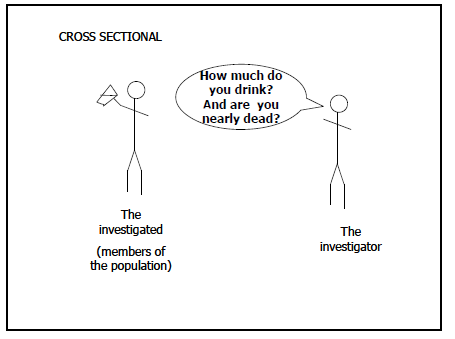 CROSS SECTIONAL
How much do
you drink?
And are you
nearly dead?
The
investigated
(members of
the population)
The
investigator